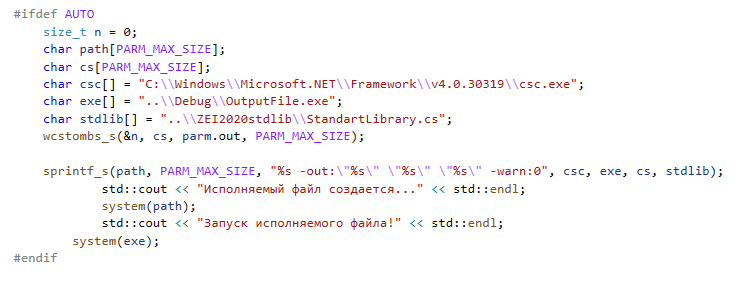 #ifdef AUTO
    size_t n = 0;
    char path[PARM_MAX_SIZE];
    char cs[PARM_MAX_SIZE];
    char csc[] = "C:\\Windows\\Microsoft.NET\\Framework\\v4.0.30319\\csc.exe";
    char exe[] = "..\\Debug\\OutputFile.exe";
    char stdlib[] = "..\\ZEI2020stdlib\\StandartLibrary.cs";
    wcstombs_s(&n, cs, parm.out, PARM_MAX_SIZE);

    sprintf_s(path, PARM_MAX_SIZE, "%s -out:\"%s\" \"%s\" \"%s\" -warn:0", csc, exe, cs, stdlib);
            std::cout << "Исполняемый файл создается..." << std::endl;
            system(path);
            std::cout << "Запуск исполняемого файла!" << std::endl;
        system(exe);
#endif